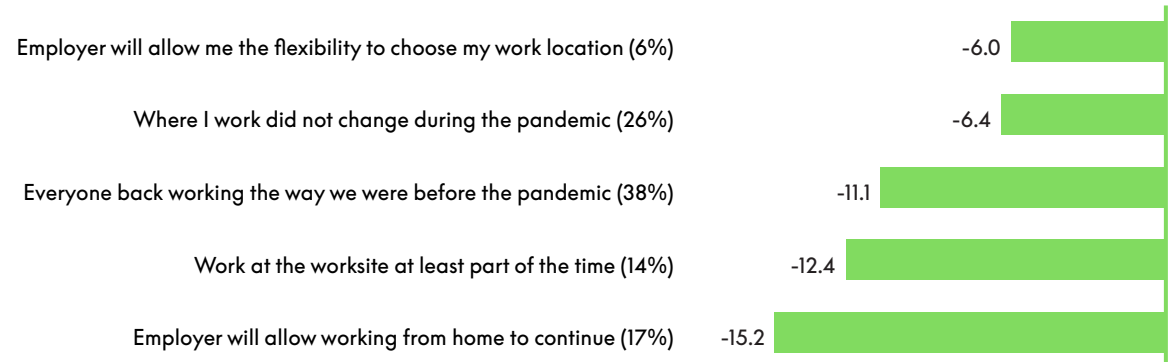 Employer will allow me the flexibility to choose my work location (6%) -6.0
Where I work did not change during the pandemic (26%) -6.4
Everyone back working the way we were before the pandemic (38%) -11.1
Work at the worksite at least part of the time (14%) -12.4
Employer will allow working from home to continue (17%) -15.2